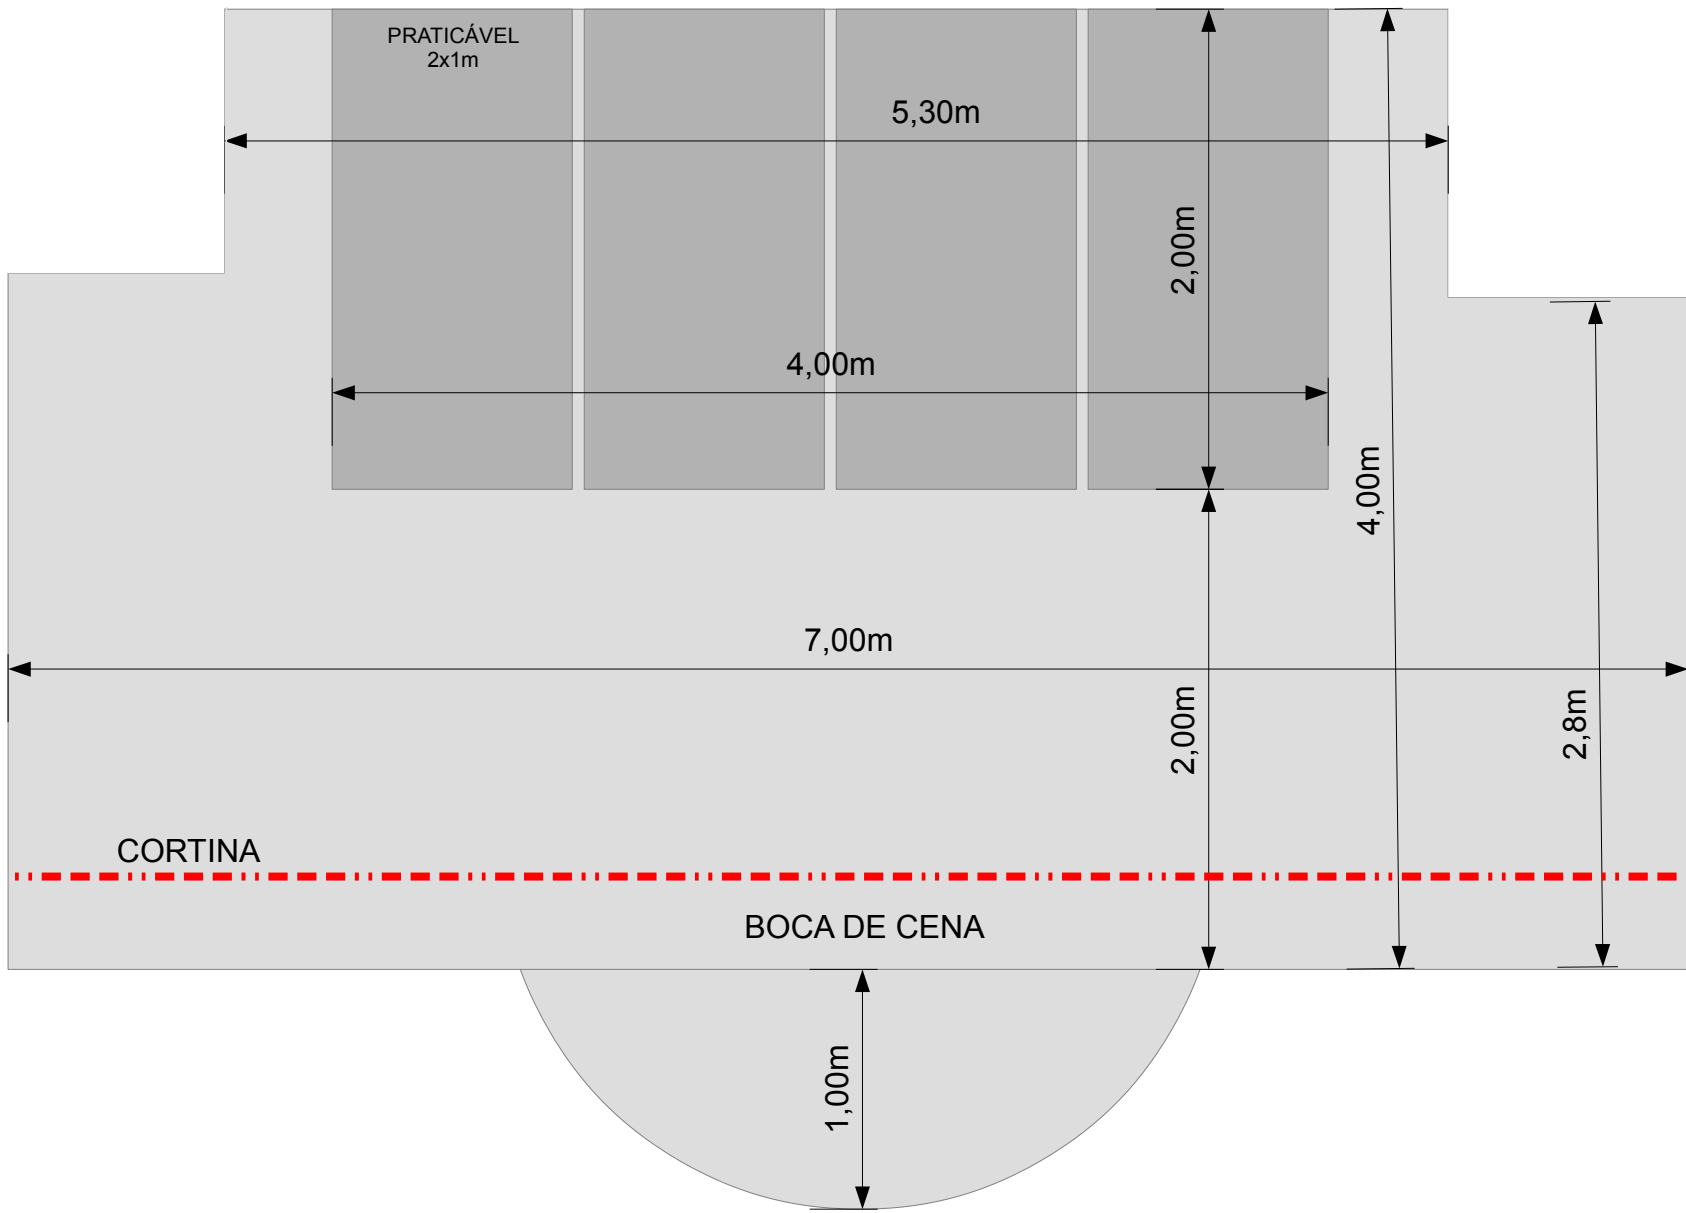 PRATICÁVEL
2x1m
5,30m
2,00m
4,00m
4,00m
7,00m
2,00m
2,8m
CORTINA
BOCA DE CENA
1,00m